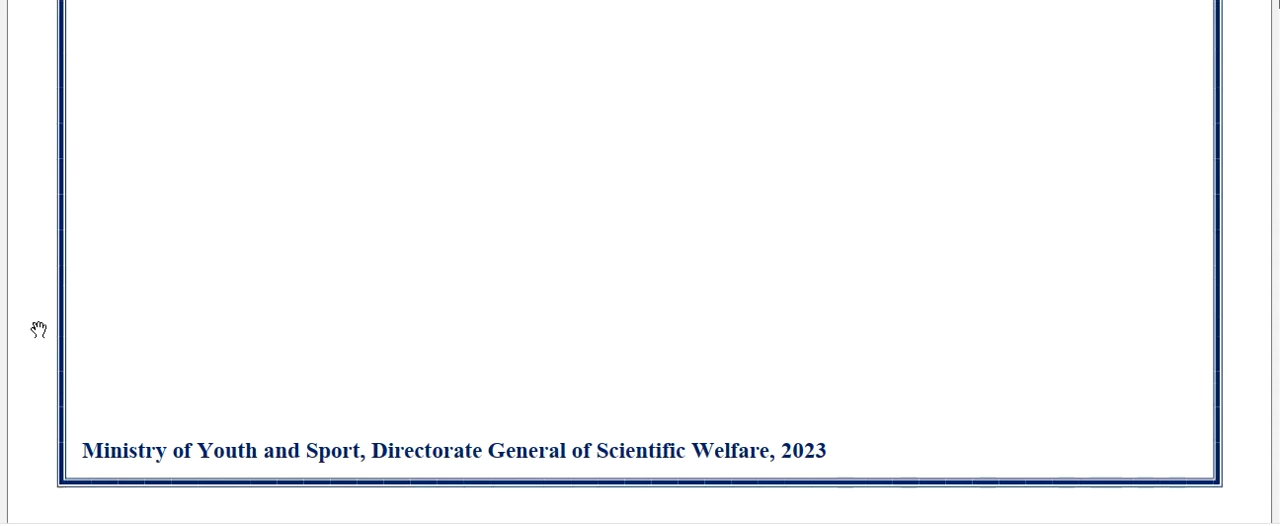 Ministry of Youth and Sport, Directorate General of Scientific Welfare, 2023